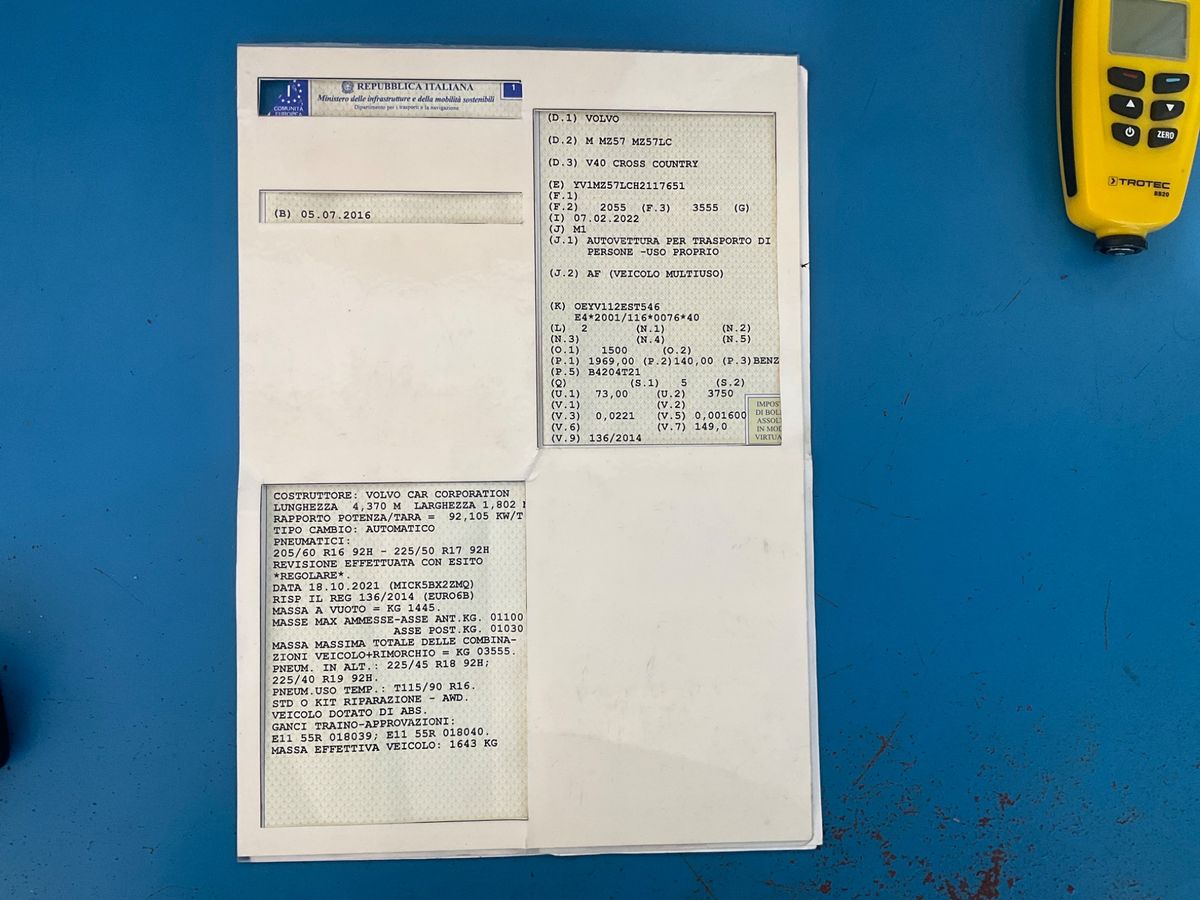 REPUBBLICA ITALIANA
Ministero delle infrastrutture e della mobilità sostenibili
Dipartimento per i trasporti e la navigazione
I
COMUNITÀ
EUROPEA
1
(B) 05.07.2016
(D.1) VOLVO
(D.2) M MZ57 MZ57LC
(D.3) V40 CROSS COUNTRY
(E) YV1MZ57LCH2117651
(F.1)
(F.2) 2055 (F.3) 3555 (G)
(I) 07.02.2022
(J) M1
(J.1) AUTOVETTURA PER TRASPORTO DI
PERSONE -USO PROPRIO
(J.2) AF (VEICOLO MULTIUSO)
(K) OEYV112EST546
E4*2001/116*0076*40
(L) 2 (N.1) (N.2)
(N.3) (N.4) (N.5)
(O.1) 1500 (O.2)
(P.1) 1969,00 (P.2)140,00 (P.3)BENZ
(P.5) B4204T21
(Q) (S.1) 5 (S.2)
(U.1) 73,00 (U.2) 3750
(V.1) (V.2)
(V.3) 0,0221 (V.5) 0,001600
(V.6) (V.7) 149,0
(V.9) 136/2014
IMPOS
DI BOL
ASSOL
IN MOD
VIRTUA
COSTRUTTORE: VOLVO CAR CORPORATION
LUNGHEZZA 4,370 M LARGHEZZA 1,802
RAPPORTO POTENZA/TARA = 92,105 KW/T
TIPO CAMBIO: AUTOMATICO
PNEUMATICI:
205/60 R16 92H - 225/50 R17 92H
REVISIONE EFFETTUATA CON ESITO
*REGOLARE*.
DATA 18.10.2021 (MICK5BX2ZMQ)
RISP IL REG 136/2014 (EURO6B)
MASSA A VUOTO = KG 1445.
MASSE MAX AMMESSE-ASSE ANT.KG. 01100
ASSE POST.KG. 01030
MASSA MASSIMA TOTALE DELLE COMBINA-
ZIONI VEICOLO+RIMORCHIO = KG 03555.
PNEUM. IN ALT.: 225/45 R18 92H;
225/40 R19 92H.
PNEUM.USO TEMP.: T115/90 R16.
STD O KIT RIPARAZIONE - AWD.
VEICOLO DOTATO DI ABS.
GANCI TRAINO-APPROVAZIONI:
E11 55R 018039; E11 55R 018040.
MASSA EFFETTIVA VEICOLO: 1643 KG
ZERO
TROTEC
BB20